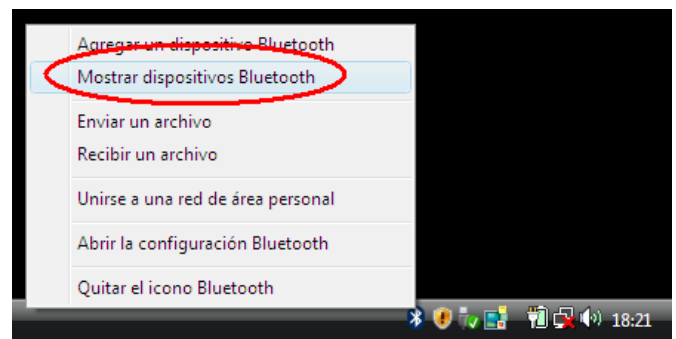 Agregar un dispositivo Bluetooth
Mostrar dispositivos Bluetooth
Enviar un archivo
Recibir un archivo
Unirse a una red de área personal
Abrir la configuración Bluetooth
Quitar el icono Bluetooth
18:21